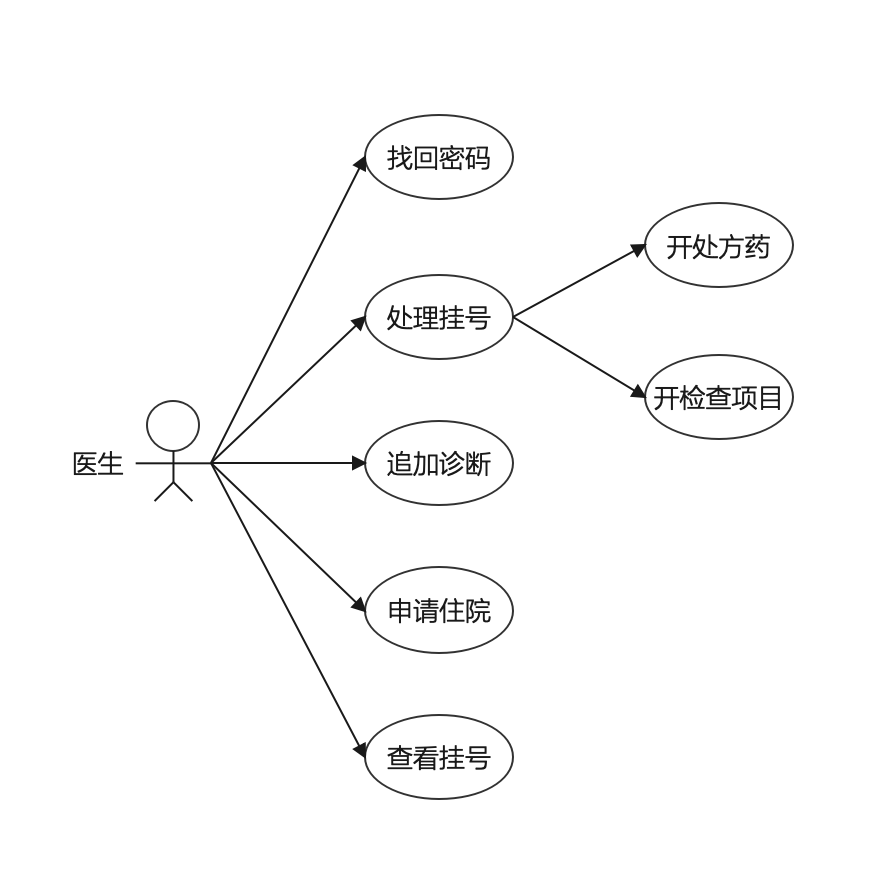 找回密码
开处方药
处理挂号
开检查项目
医生
追加诊断
申请住院
查看挂号